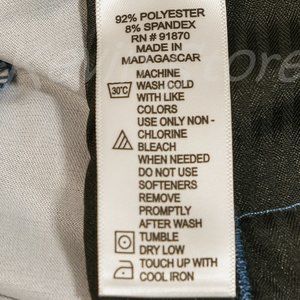 92% POLYESTER
8% SPANDEX
RN # 91870
MADE IN
MADAGASCAR
MACHINE
30°C WASH COLD
WITH LIKE
COLORS
USE ONLY NON -
CHLORINE
BLEACH
WHEN NEEDED
DO NOT USE
SOFTENERS
REMOVE
PROMPTLY
AFTER WASH
TUMBLE
DRY LOW
TOUCH UP WITH
COOL IRON